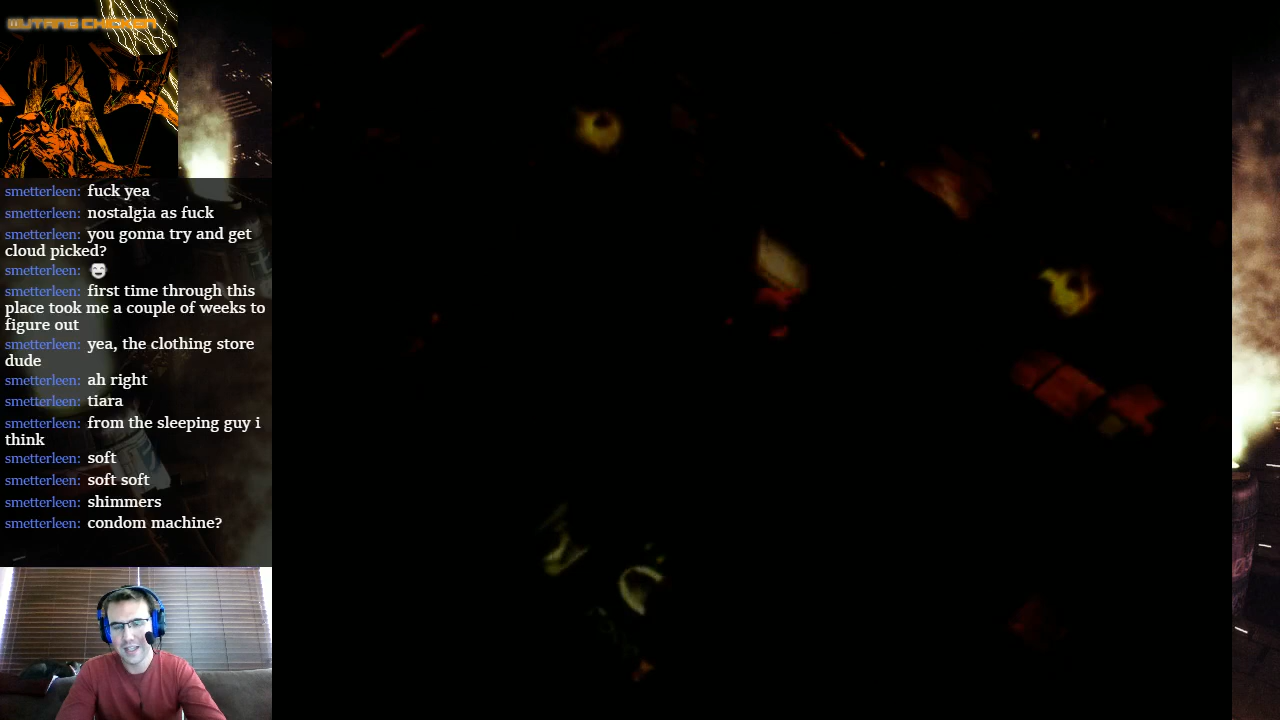 WUTANG CHICKEN
smetterleen: fuck yea
smetterleen: nostalgia as fuck
smetterleen: you gonna try and get
cloud picked?
smetterleen:
smetterleen: first time through this
place took me a couple of weeks to
figure out
smetterleen: yea, the clothing store
dude
smetterleen: ah right
smetterleen: tiara
smetterleen: from the sleeping guy i
think
smetterleen: soft
smetterleen: soft soft
smetterleen: shimmers
smetterleen: condom machine?